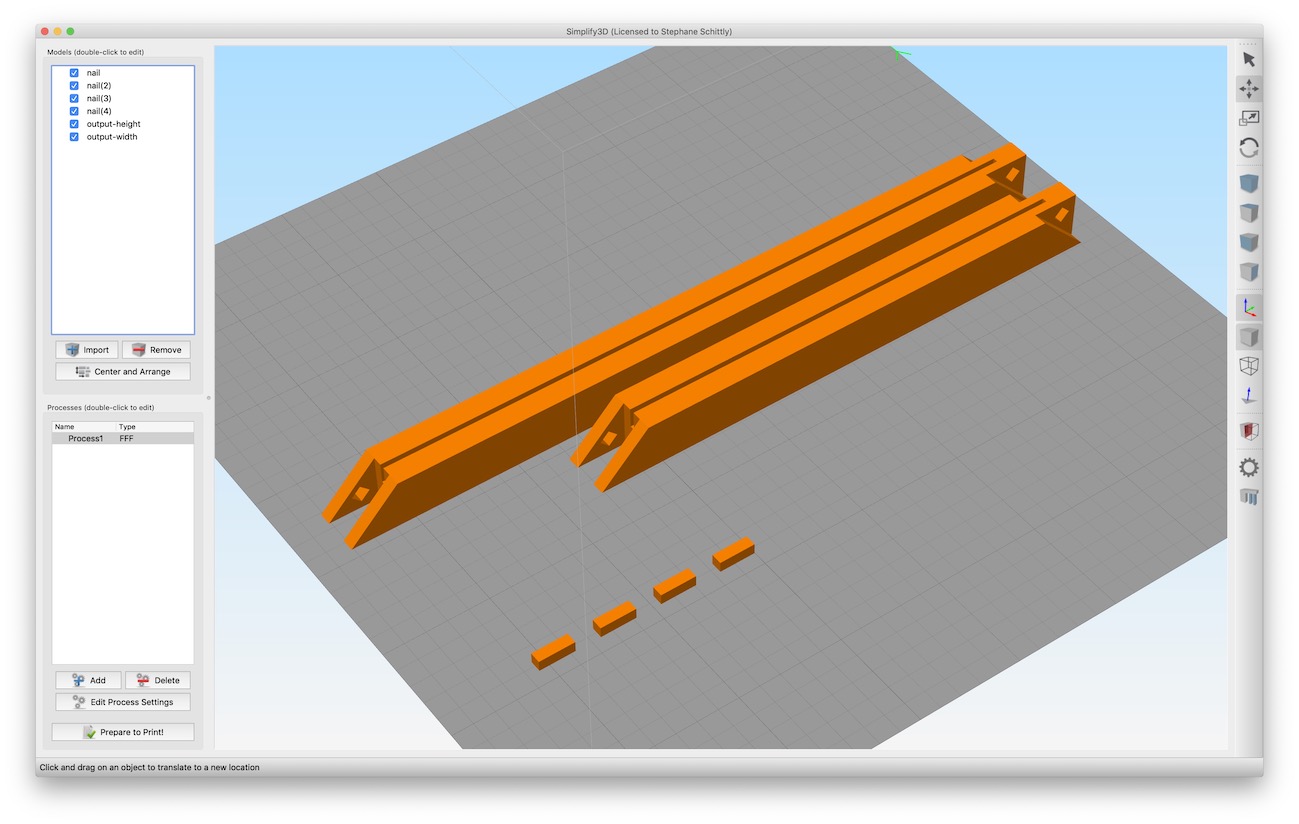 Simplify3D (Licensed to Stephane Schittly)
Models (double-click to edit)
nail
nail(2)
nail(3)
nail(4)
output-height
output-width
Import
Remove
Center and Arrange
Processes (double-click to edit)
Name Type
Process1 FFF
Add
Delete
Edit Process Settings
Prepare to Print!
Click and drag on an object to translate to a new location